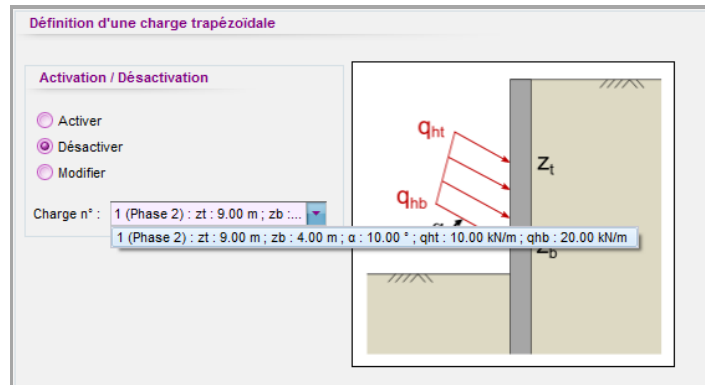 Définition d'une charge trapézoïdale
Activation / Désactivation
Activer
Désactiver
Modifier
Charge n° : 1 (Phase 2) : zt : 9.00 m ; zb :...
1 (Phase 2) : zt : 9.00 m ; zb : 4.00 m ; α : 10.00 ° ; qht : 10.00 kN/m ; qhb : 20.00 kN/m
qht
zt
qhb
zb